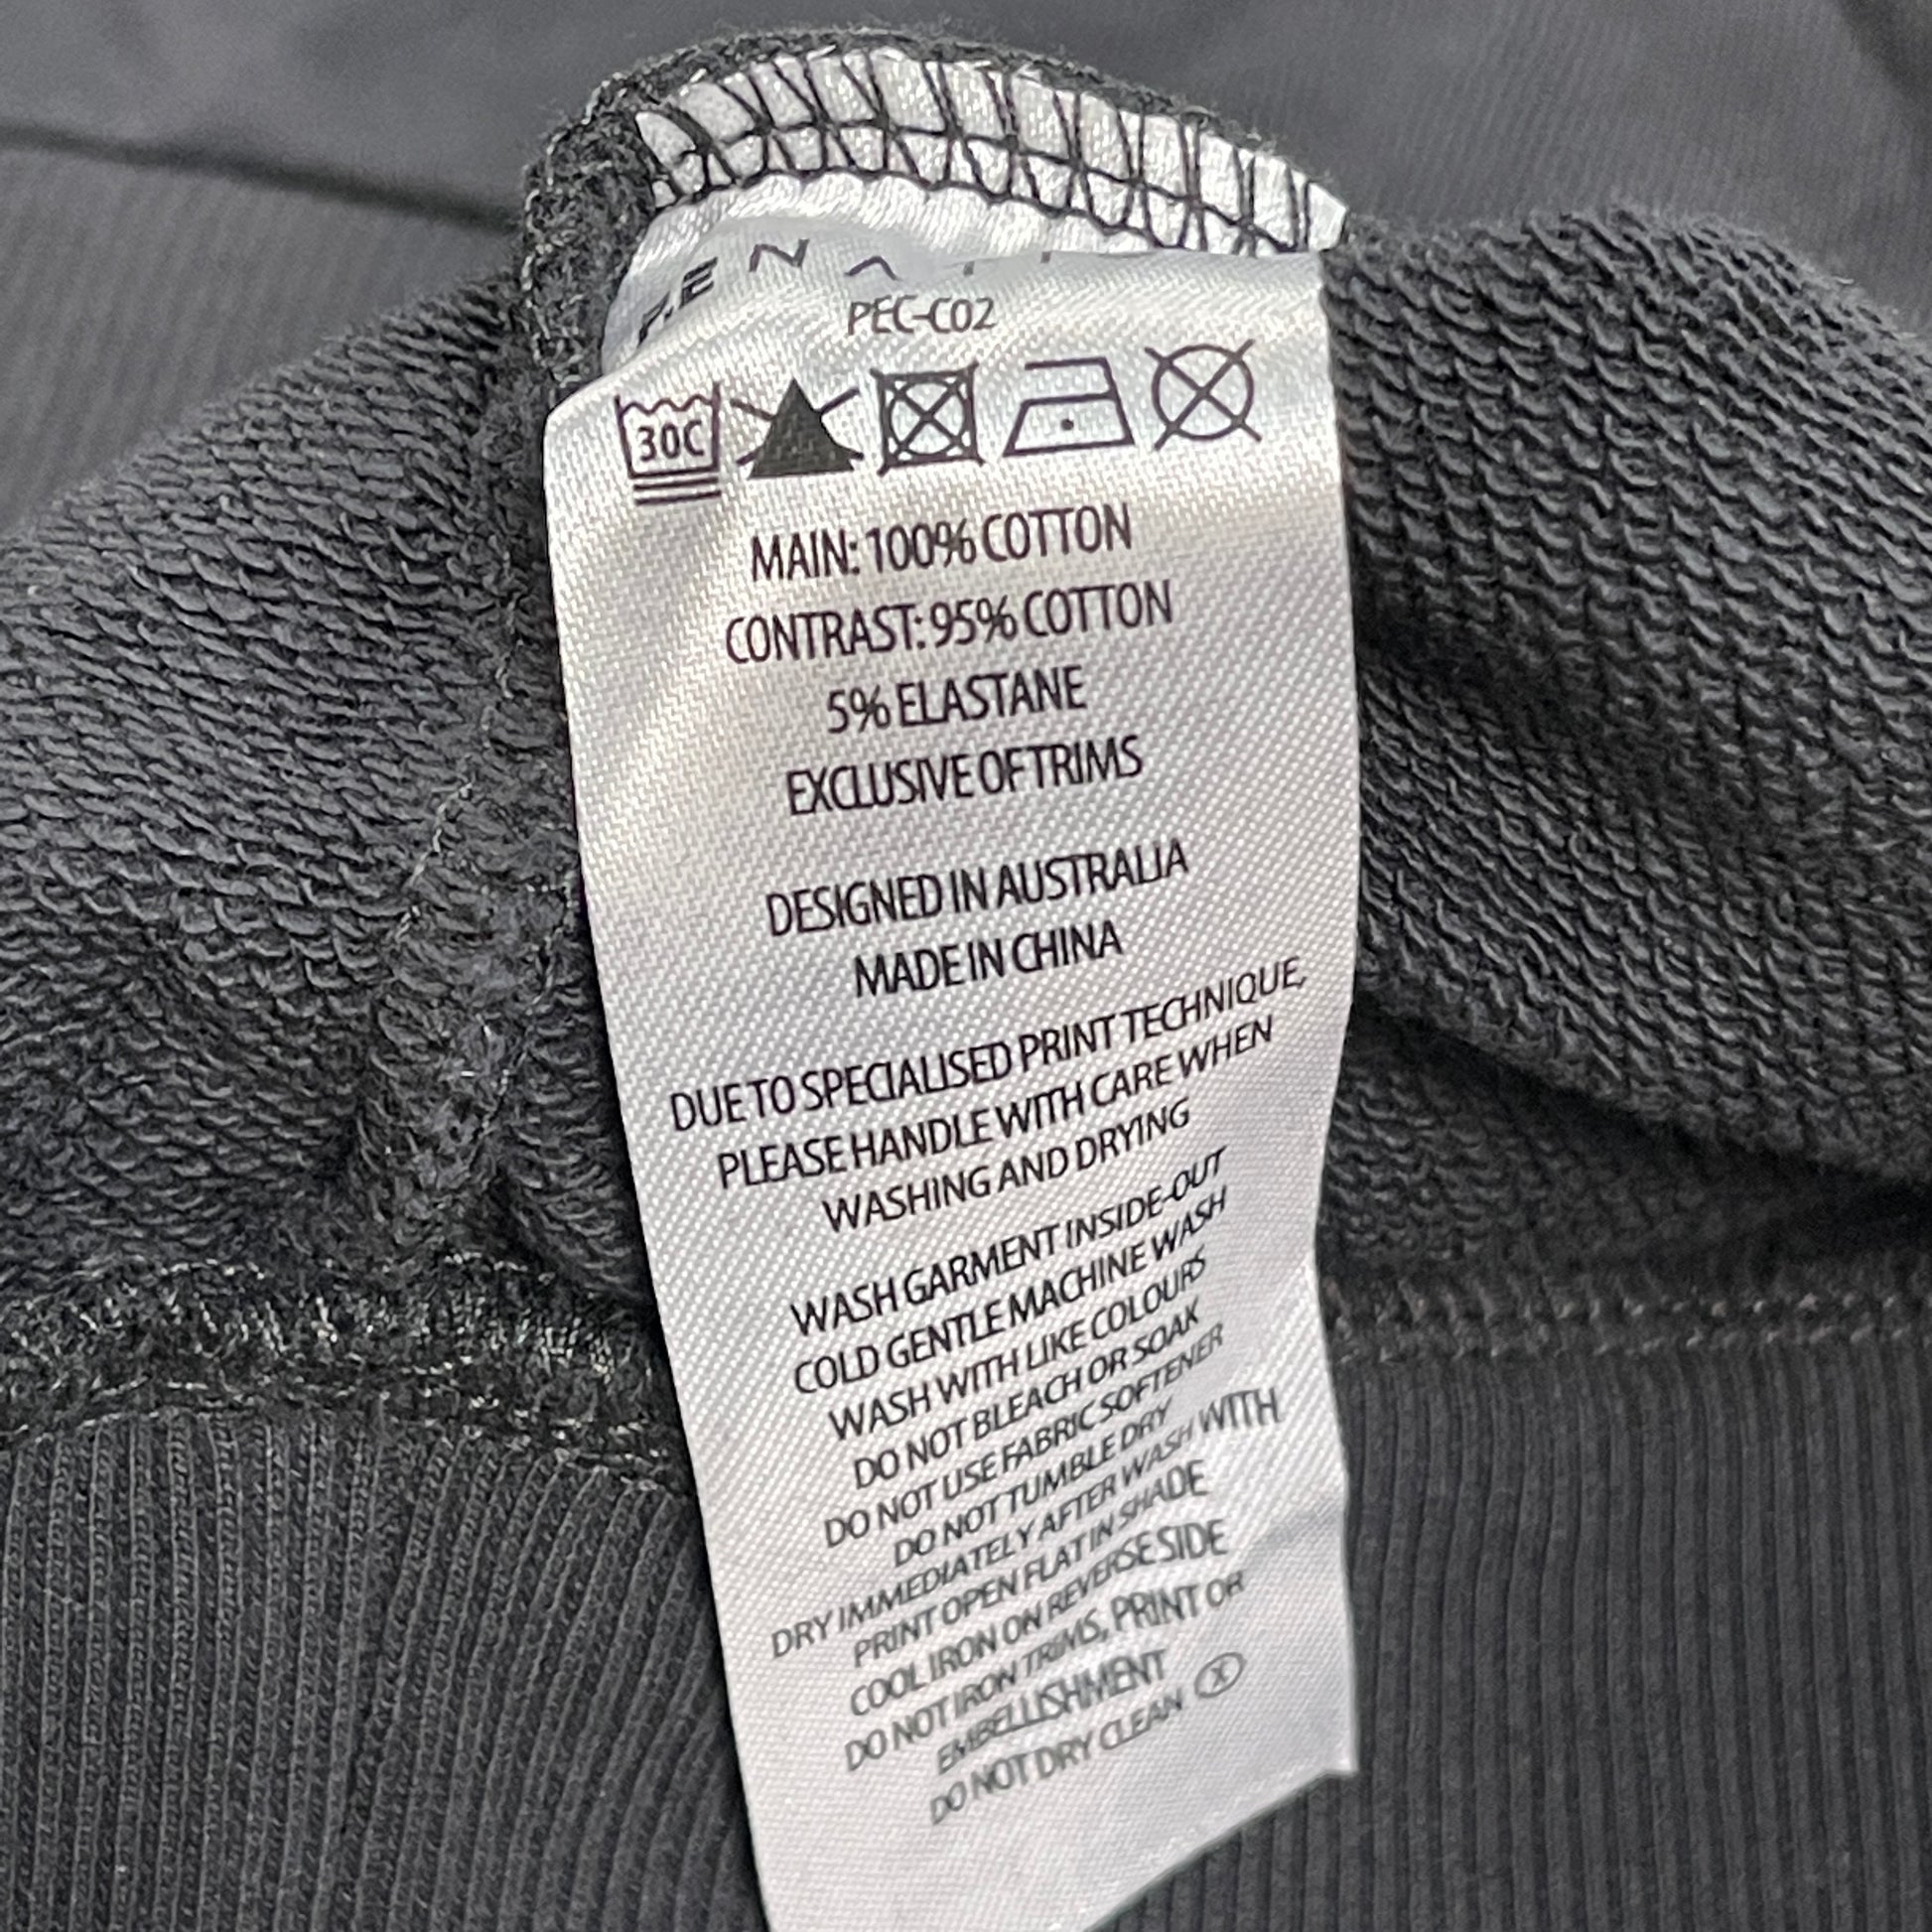 PEC-C02
30C
MAIN: 100% COTTON
CONTRAST: 95% COTTON
5% ELASTANE
EXCLUSIVE OF TRIMS
DESIGNED IN AUSTRALIA
MADE IN CHINA
DUE TO SPECIALISED PRINT TECHNIQUE,
PLEASE HANDLE WITH CARE WHEN
WASHING AND DRYING
WASH GARMENT INSIDE-OUT
COLD GENTLE MACHINE WASH
WASH WITH LIKE COLOURS
DO NOT BLEACH OR SOAK
DO NOT USE FABRIC SOFTENER
DO NOT TUMBLE DRY
DRY IMMEDIATELY AFTER WASH WITH
PRINT OPEN FLAT IN SHADE
COOL IRON ON REVERSE SIDE
DO NOT IRON TRIMS, PRINT OR
EMBELLISHMENT
DO NOT DRY CLEAN Ⓧ